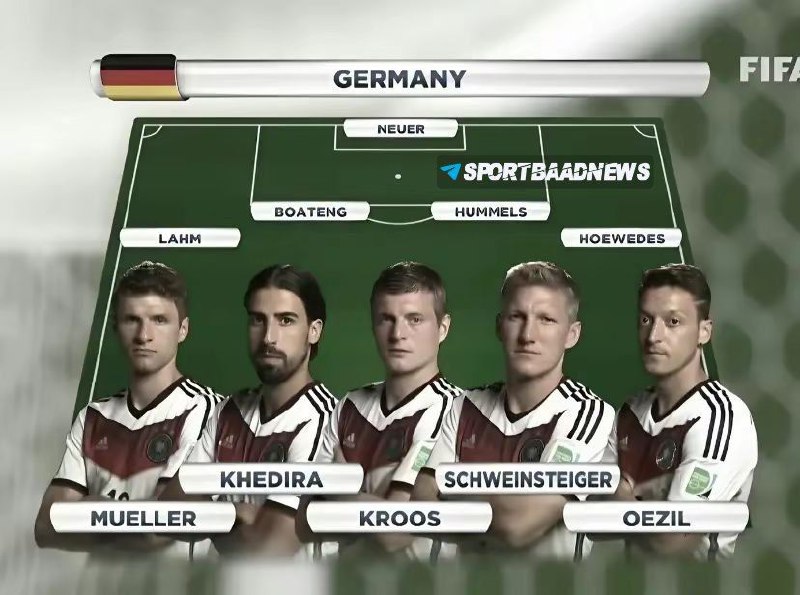 GERMANY
FIFA
NEUER
SPORTBAADNEWS
BOATENG
HUMMELS
LAHM
HOEWEDES
KHEDIRA
SCHWEINSTEIGER
MUELLER
KROOS
OEZIL